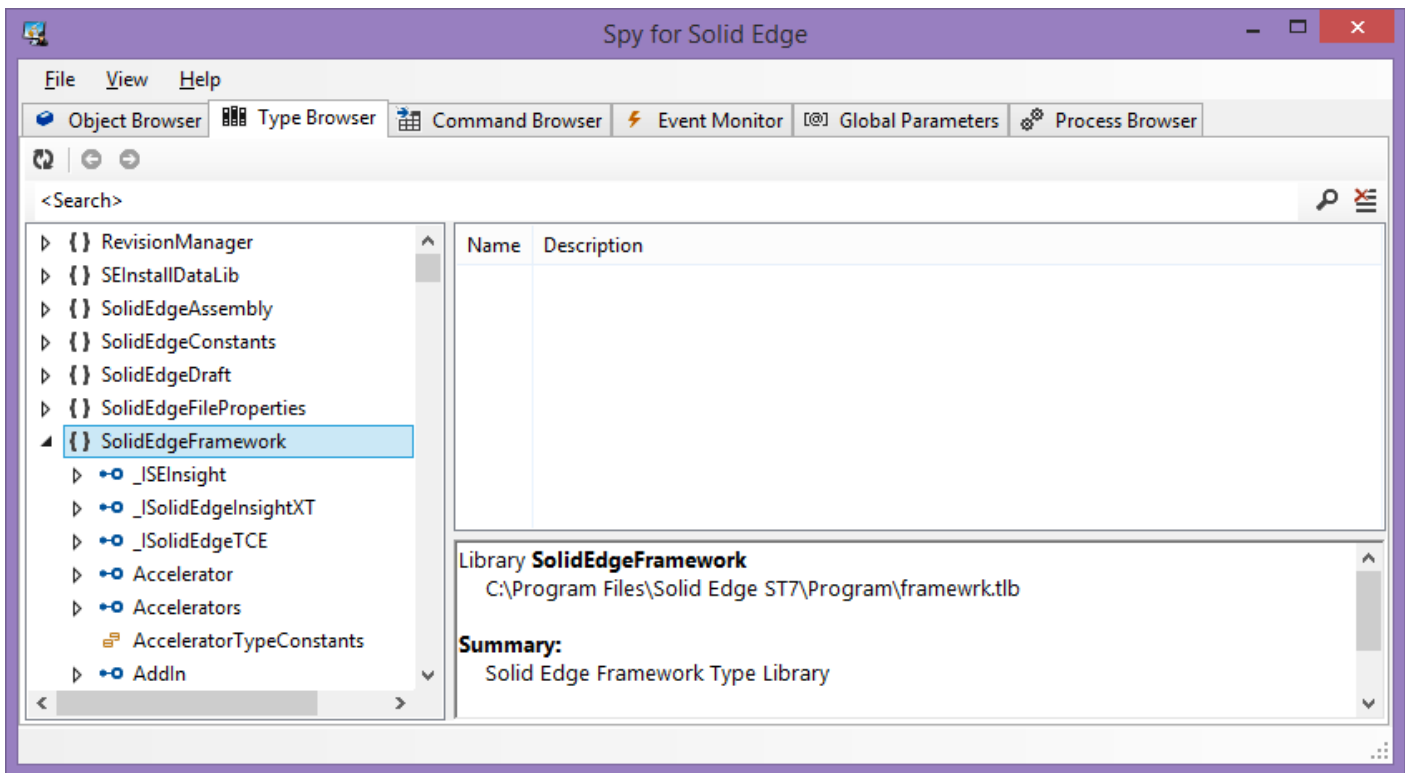 Spy for Solid Edge
File View Help
Object Browser Type Browser Command Browser Event Monitor [@] Global Parameters Process Browser
<Search>
{ } RevisionManager
{ } SEInstallDataLib
{ } SolidEdgeAssembly
{ } SolidEdgeConstants
{ } SolidEdgeDraft
{ } SolidEdgeFileProperties
{ } SolidEdgeFramework
_ISEInsight
_ISolidEdgeInsightXT
_ISolidEdgeTCE
Accelerator
Accelerators
AcceleratorTypeConstants
AddIn
Name Description
Library SolidEdgeFramework
C:\Program Files\Solid Edge ST7\Program\framewrk.tlb
Summary:
Solid Edge Framework Type Library